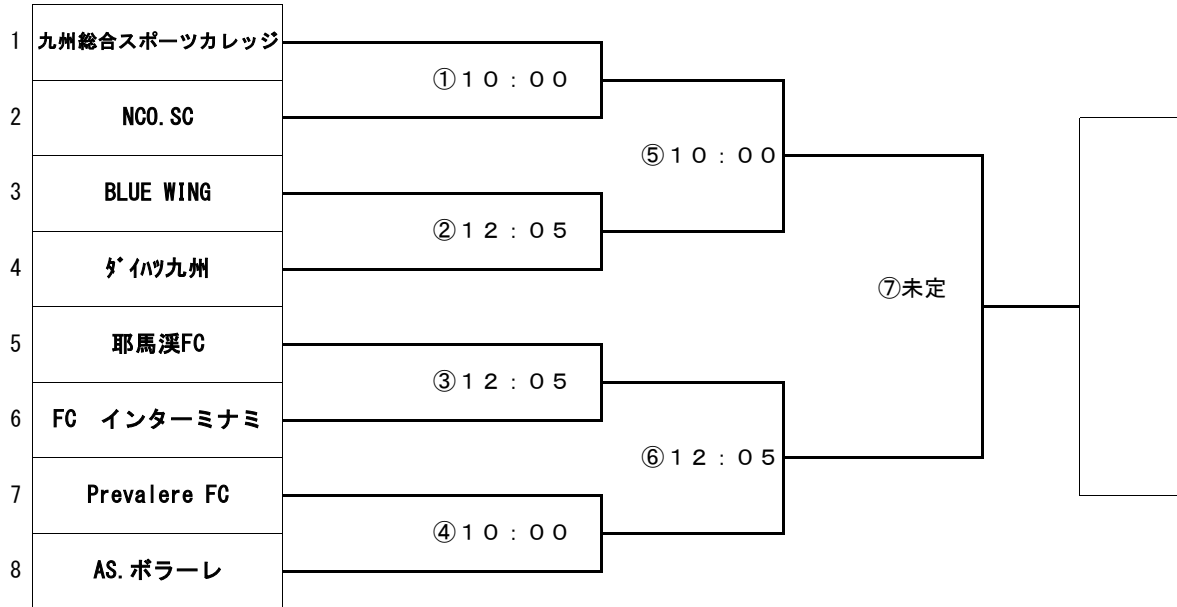 1 九州総合スポーツカレッジ
①１０：００
2 NCO.SC
⑤１０：００
3 BLUE WING
②１２：０５
4 ﾀﾞｲﾊﾂ九州
⑦未定
5 耶馬渓FC
③１２：０５
6 FC　インターミナミ
⑥１２：０５
7 Prevalere FC
④１０：００
8 AS.ボラーレ